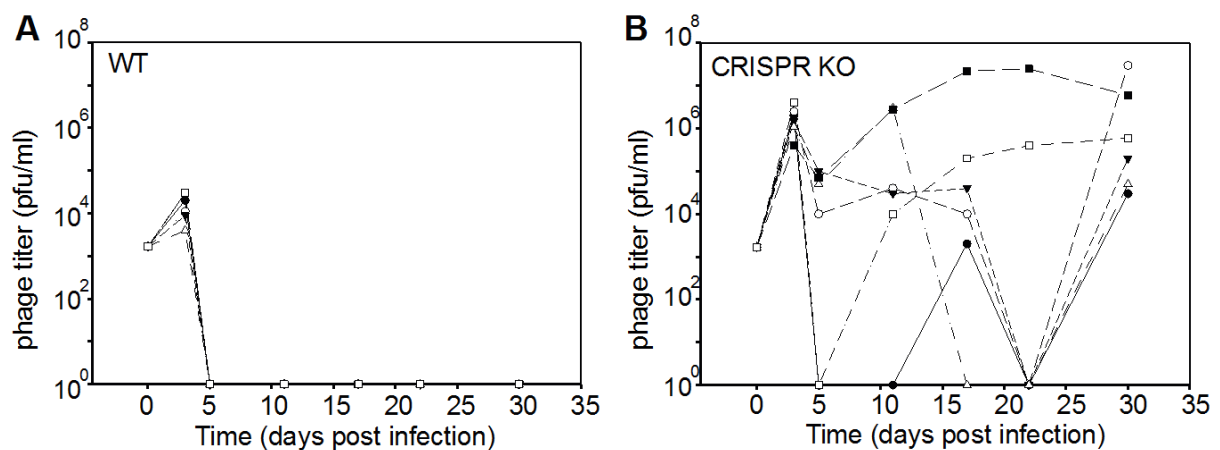 A
WT
phage titer (pfu/ml)
10^8
10^6
10^4
10^2
10^0
0 5 10 15 20 25 30 35
Time (days post infection)
B
CRISPR KO
phage titer (pfu/ml)
10^8
10^6
10^4
10^2
10^0
0 5 10 15 20 25 30 35
Time (days post infection)